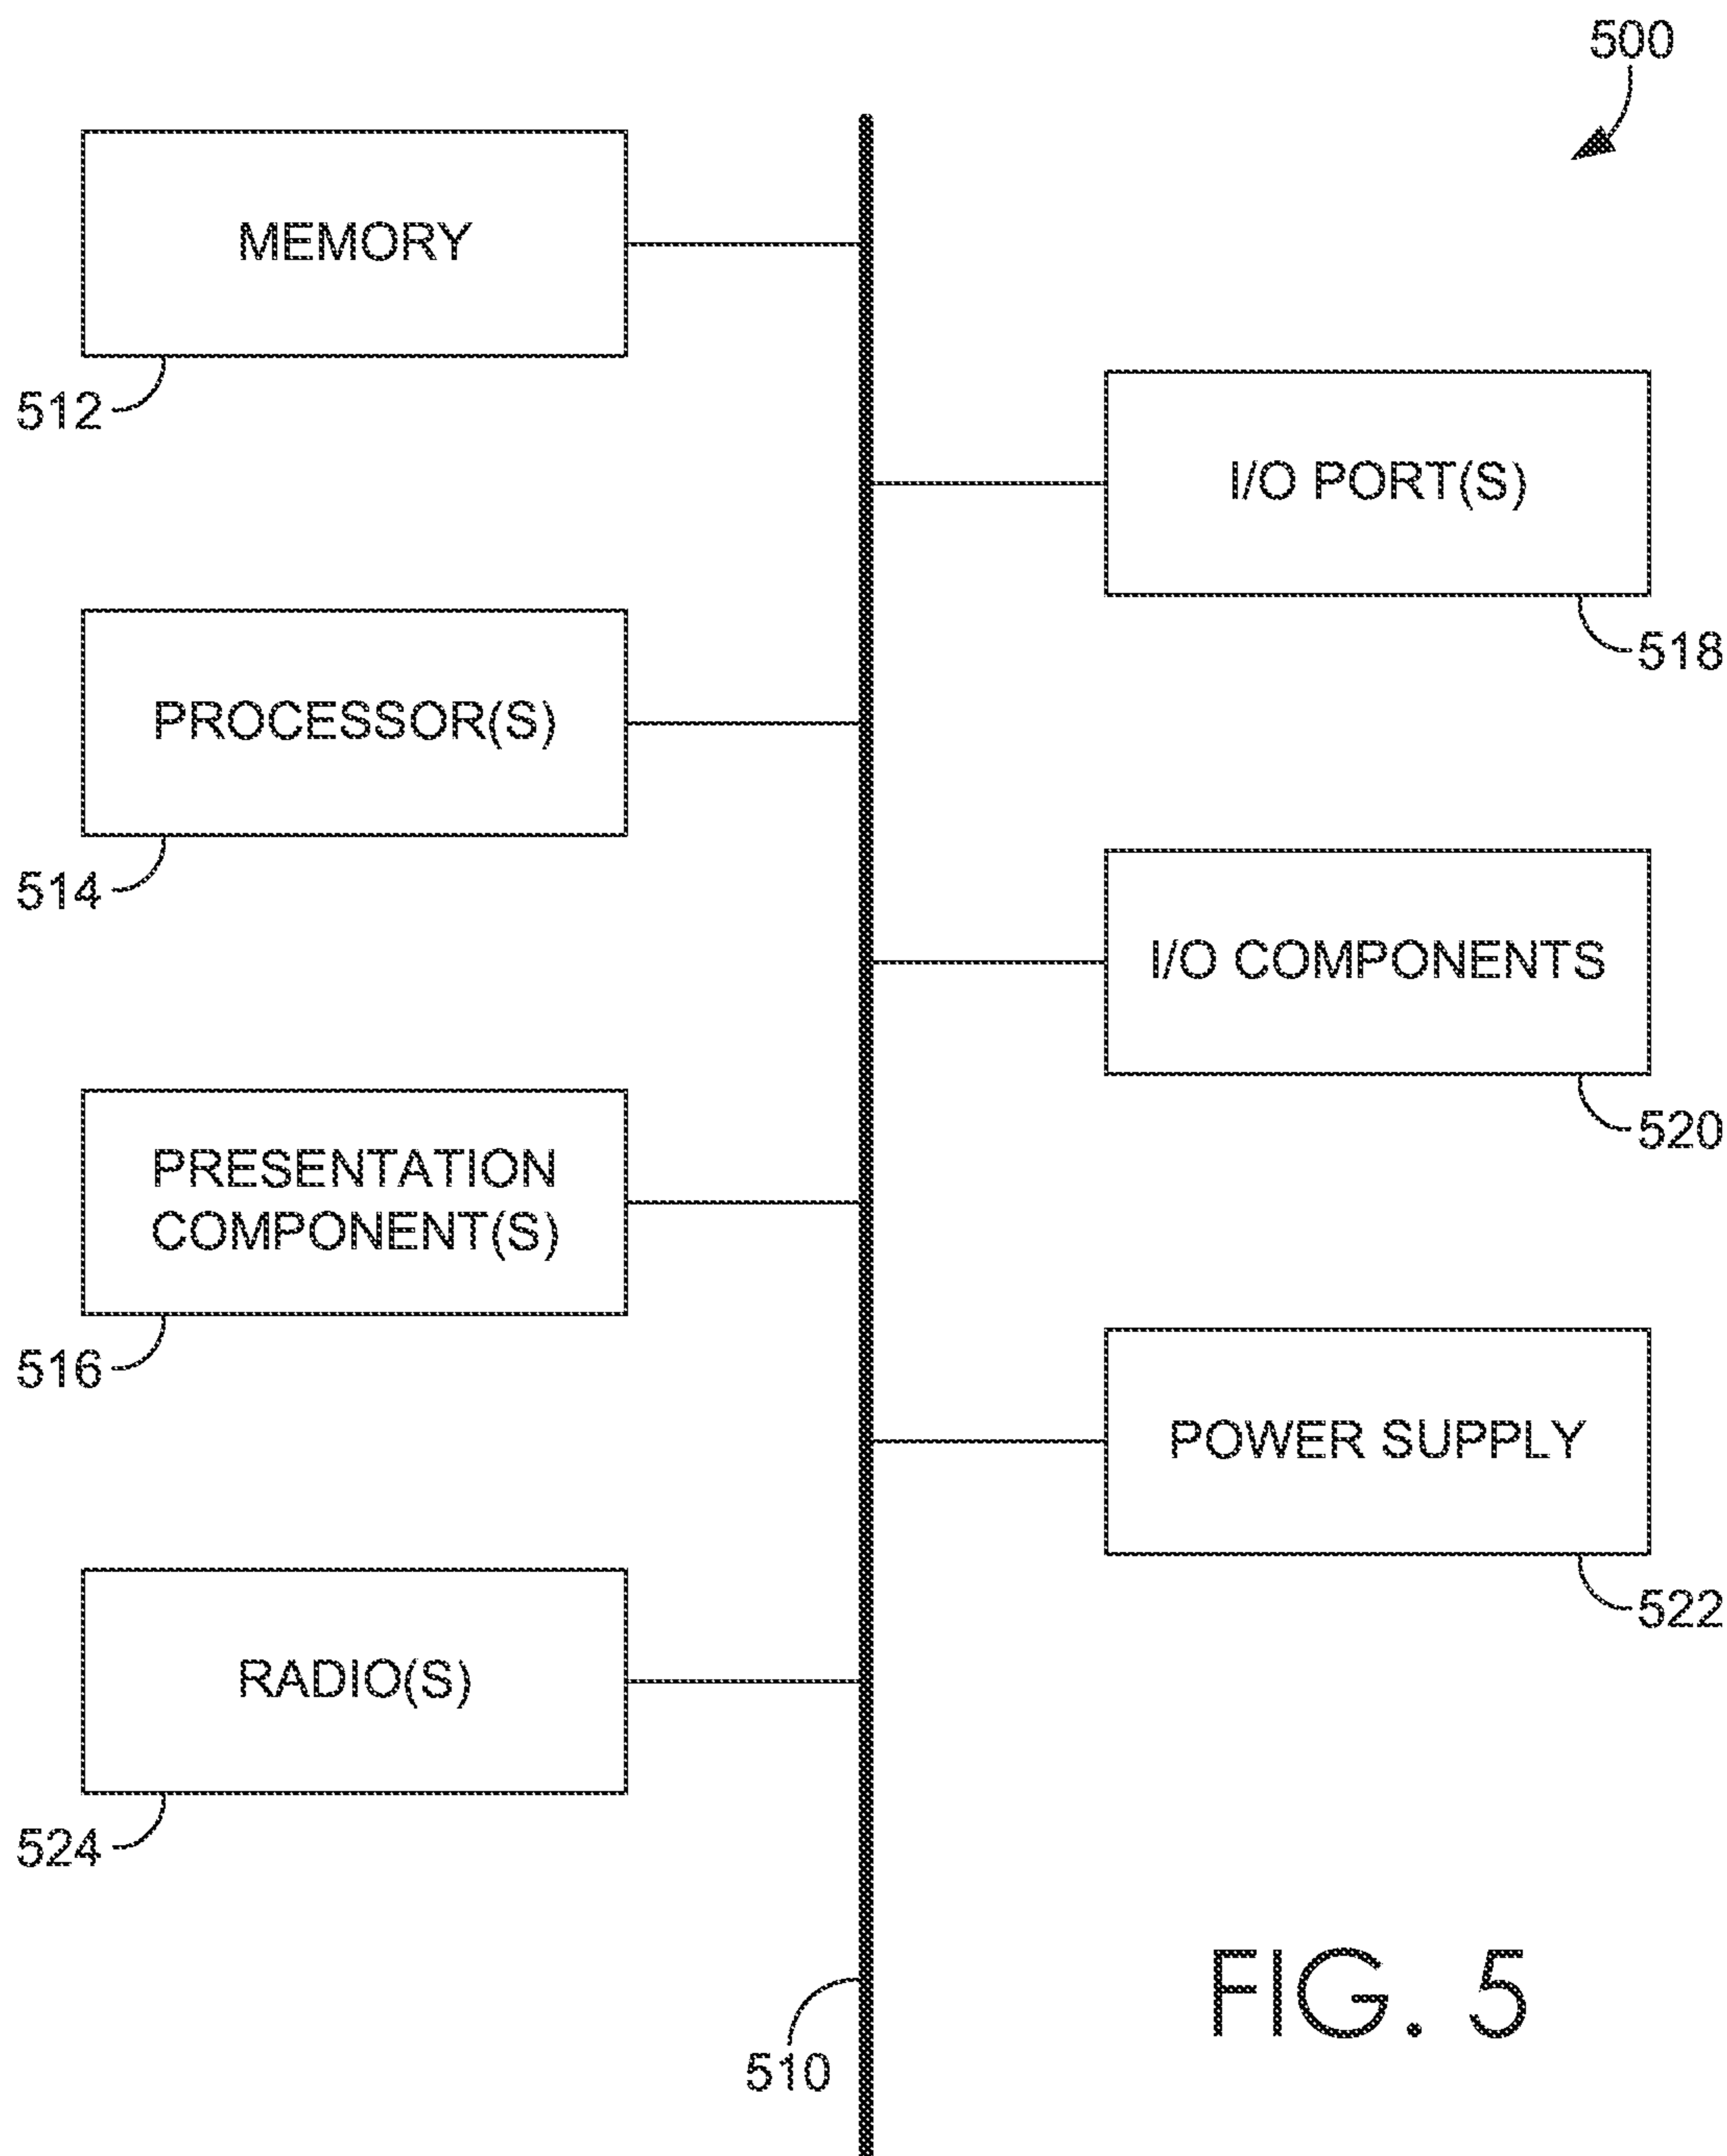 500
MEMORY
512
I/O PORT(S)
518
PROCESSOR(S)
514
I/O COMPONENTS
520
PRESENTATION
COMPONENT(S)
516
POWER SUPPLY
522
RADIO(S)
524
510
FIG. 5